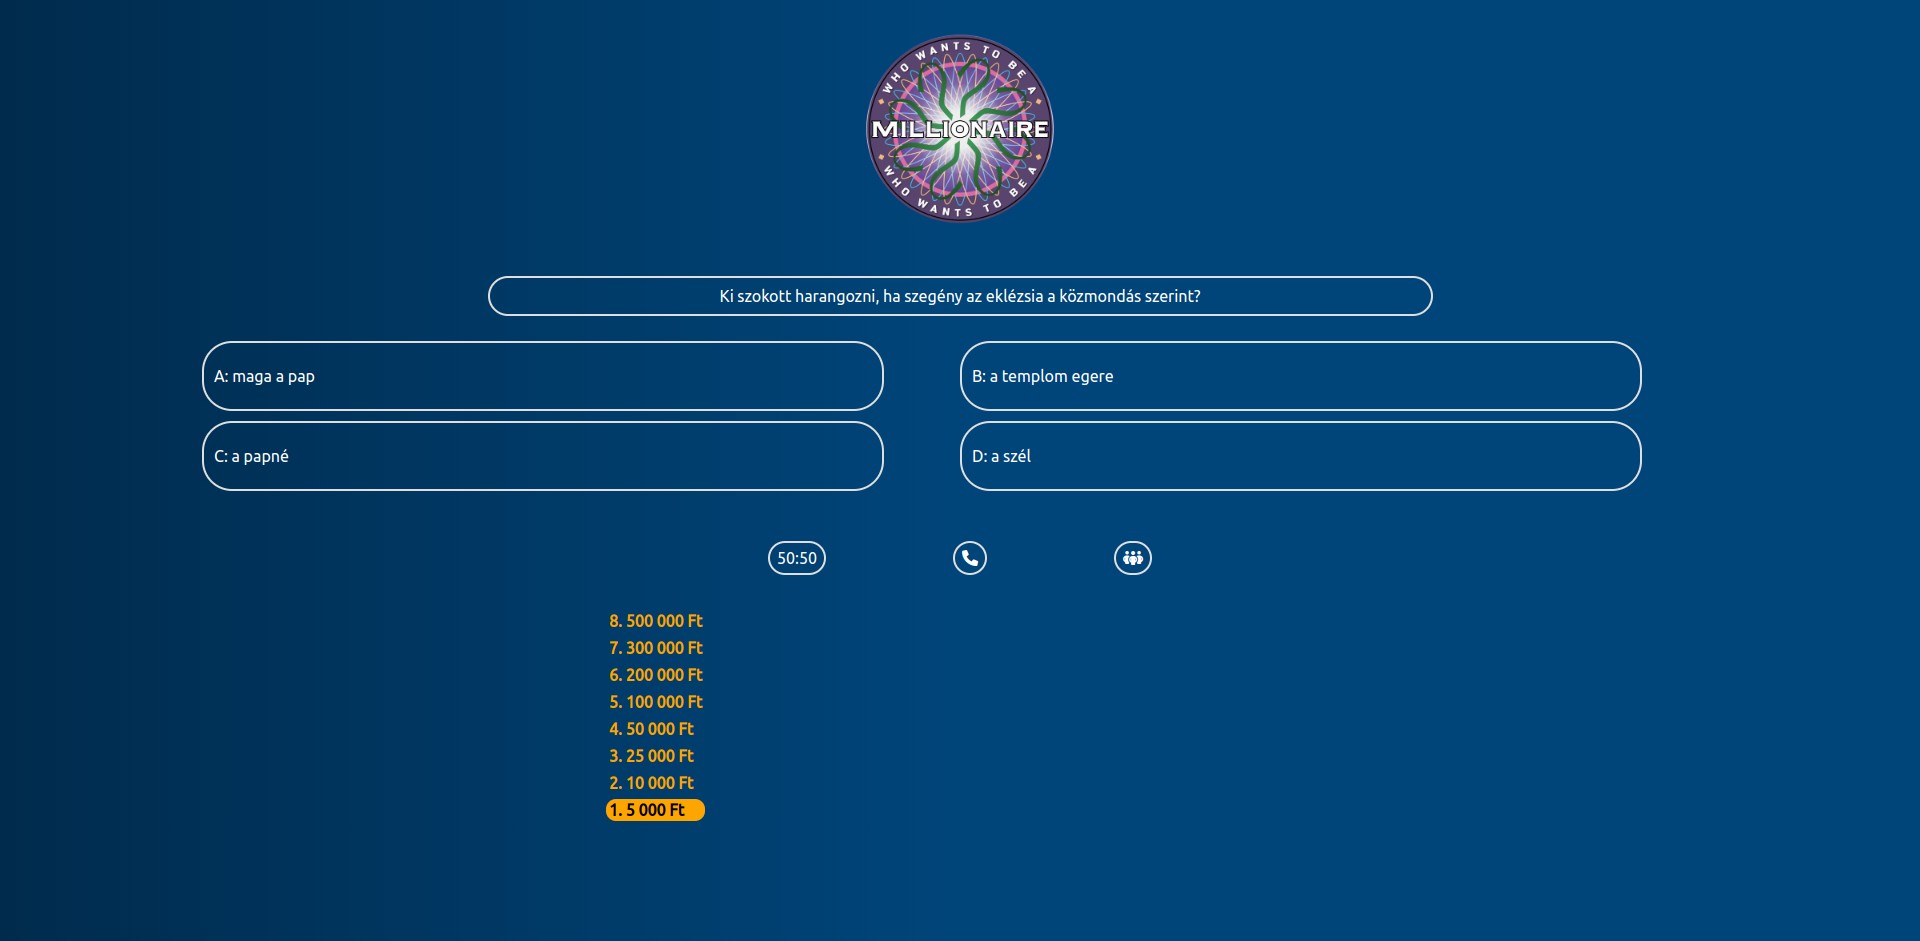 WHO WANTS TO BE A
MILLIONAIRE
WHO WANTS TO BE A
Ki szokott harangozni, ha szegény az eklézsia a közmondás szerint?
A: maga a pap
B: a templom egere
C: a papné
D: a szél
50:50
8. 500 000 Ft
7. 300 000 Ft
6. 200 000 Ft
5. 100 000 Ft
4. 50 000 Ft
3. 25 000 Ft
2. 10 000 Ft
1. 5 000 Ft